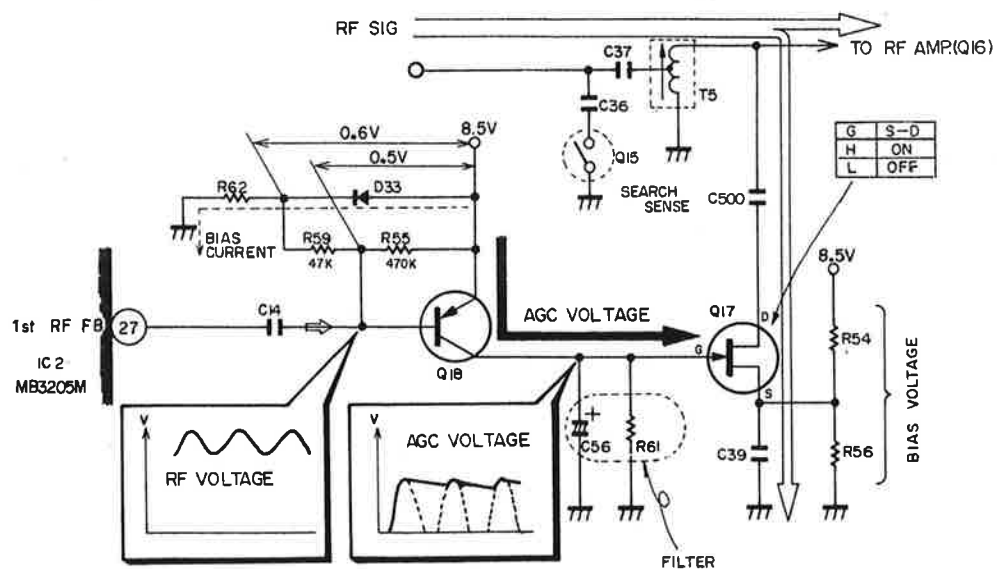 RF SIG
C37
TO RF AMP.(Q16)
T5
C36
0.6V
8.5V
0.5V
Q15
G S-D
H ON
L OFF
R62
D33
SEARCH
SENSE
C500
BIAS
CURRENT
R59
47K
R55
470K
8.5V
1st RF FB
27
C14
AGC VOLTAGE
Q17
D
G
S
R54
IC2
MB3205M
Q18
BIAS VOLTAGE
V
RF VOLTAGE
V
AGC VOLTAGE
+
C56
R61
C39
R56
FILTER